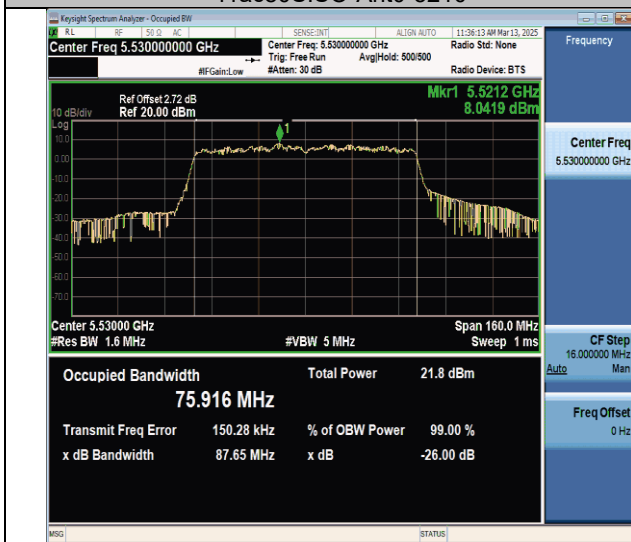 Keysight Spectrum Analyzer - Occupied BW
RL RF 50 Ω AC SENSE:INT ALIGN AUTO 11:36:13 AM Mar 13, 2025
Center Freq 5.530000000 GHz
Center Freq: 5.530000000 GHz Radio Std: None
Trig: Free Run Avg|Hold: 500/500
#IFGain:Low #Atten: 30 dB Radio Device: BTS
Frequency
Mkr1 5.5212 GHz
8.0419 dBm
Ref Offset 2.72 dB
10 dB/div Ref 20.00 dBm
Log
10.0
0.00
-10.0
-20.0
-30.0
-40.0
-50.0
-60.0
-70.0
1
Center 5.53000 GHz Span 160.0 MHz
#Res BW 1.6 MHz #VBW 5 MHz Sweep 1 ms
Occupied Bandwidth Total Power 21.8 dBm
75.916 MHz
Transmit Freq Error 150.28 kHz % of OBW Power 99.00 %
x dB Bandwidth 87.65 MHz x dB -26.00 dB
Center Freq
5.530000000 GHz
CF Step
16.000000 MHz
Auto Man
Freq Offset
0 Hz
MSG STATUS